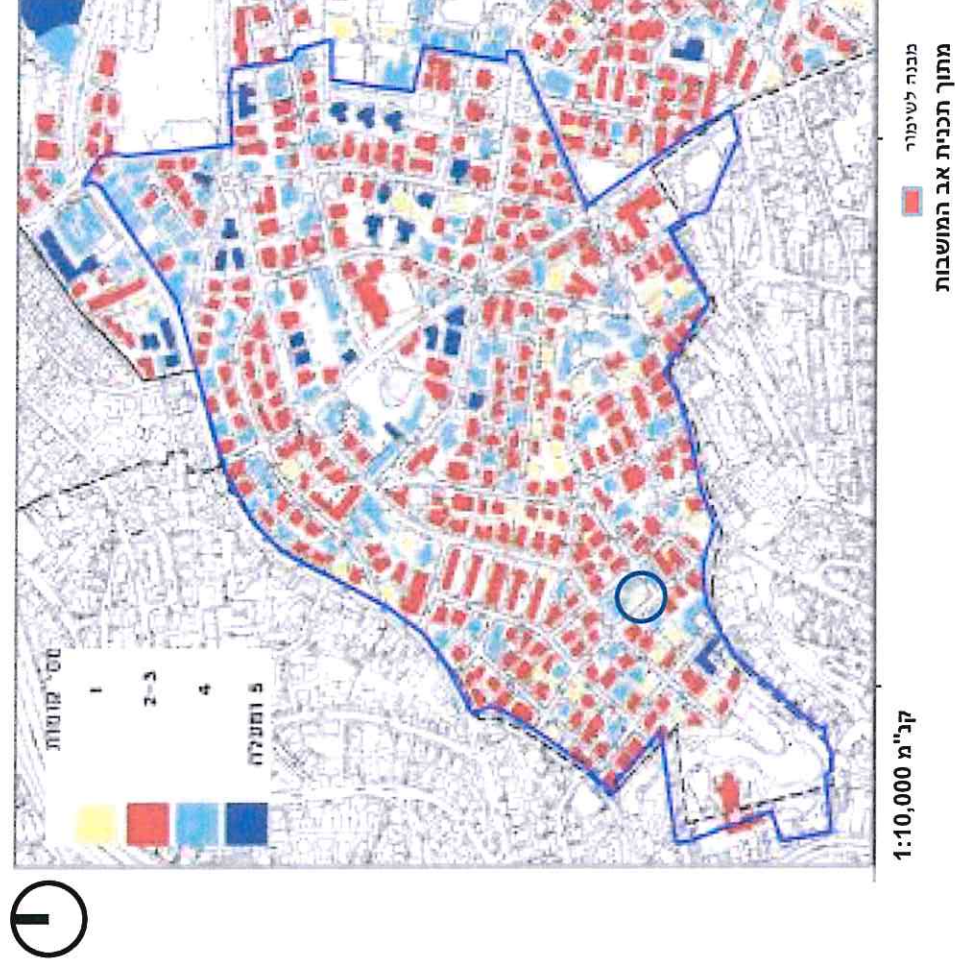 מס' קומות
1
2-3
4
5 ומעלה
קנ"מ 1:10,000
מבנה לשימור
מתוך תכנית אב המושבות